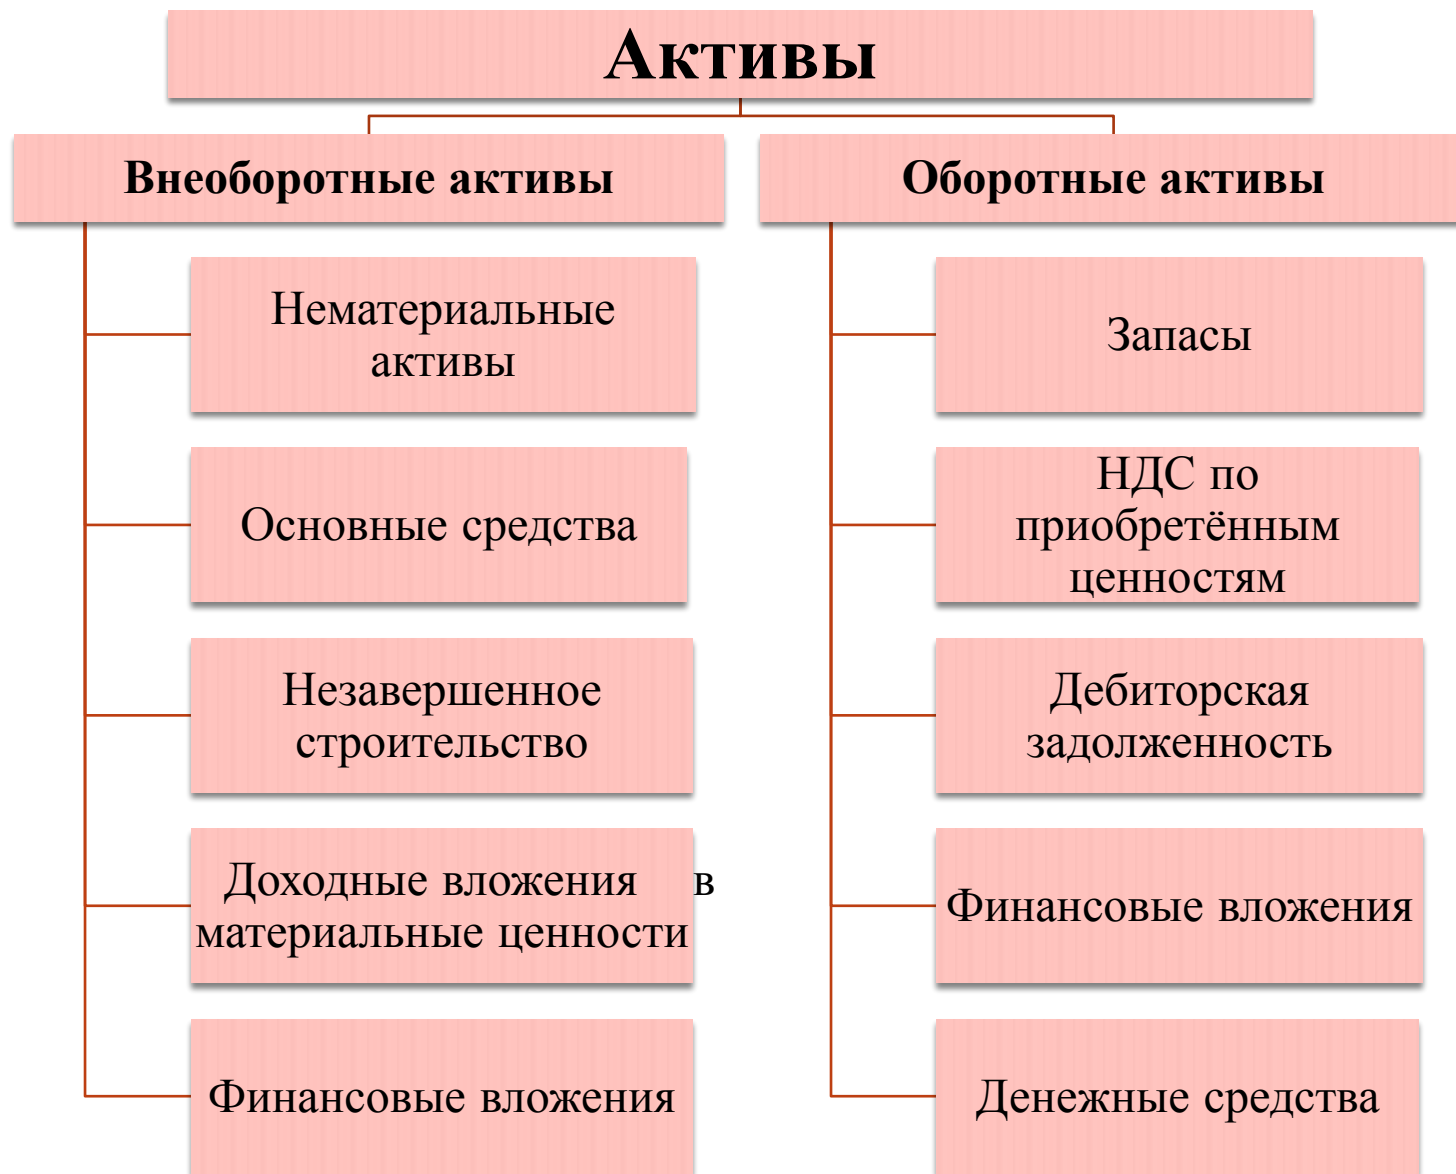 Активы
Внеоборотные активы
Нематериальные
активы
Основные средства
Незавершенное
строительство
Доходные вложения в
материальные ценности
Финансовые вложения
Оборотные активы
Запасы
НДС по
приобретённым
ценностям
Дебиторская
задолженность
Финансовые вложения
Денежные средства